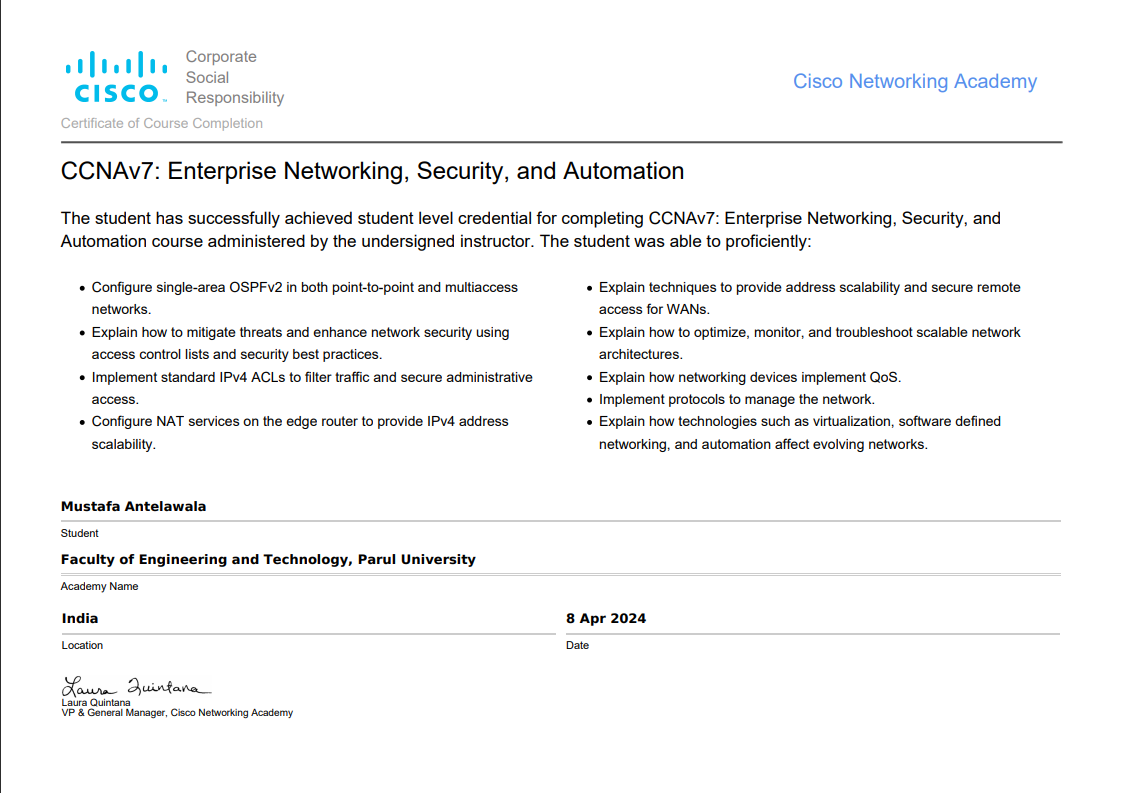 CISCO™
Corporate
Social
Responsibility
Cisco Networking Academy
Certificate of Course Completion
CCNAv7: Enterprise Networking, Security, and Automation
The student has successfully achieved student level credential for completing CCNAv7: Enterprise Networking, Security, and
Automation course administered by the undersigned instructor. The student was able to proficiently:
• Configure single-area OSPFv2 in both point-to-point and multiaccess
networks.
• Explain how to mitigate threats and enhance network security using
access control lists and security best practices.
• Implement standard IPv4 ACLs to filter traffic and secure administrative
access.
• Configure NAT services on the edge router to provide IPv4 address
scalability.
• Explain techniques to provide address scalability and secure remote
access for WANs.
• Explain how to optimize, monitor, and troubleshoot scalable network
architectures.
• Explain how networking devices implement QoS.
• Implement protocols to manage the network.
• Explain how technologies such as virtualization, software defined
networking, and automation affect evolving networks.
Mustafa Antelawala
Student
Faculty of Engineering and Technology, Parul University
Academy Name
India
Location
8 Apr 2024
Date
Laura Quintana
Laura Quintana
VP & General Manager, Cisco Networking Academy